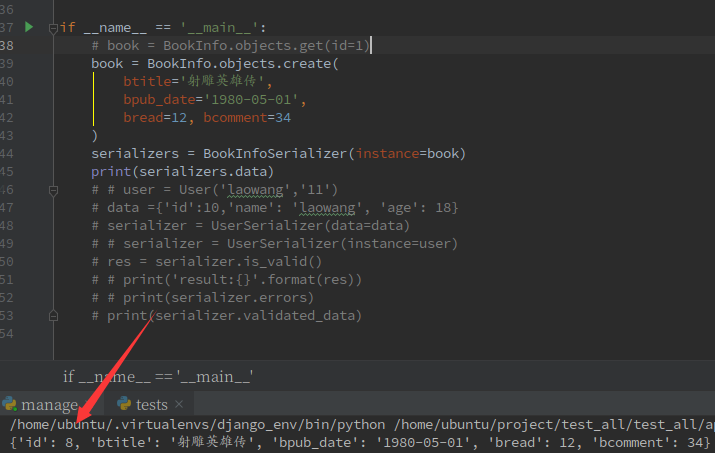 36
37 if __name__ == '__main__':
38 # book = BookInfo.objects.get(id=1)
39 book = BookInfo.objects.create(
40 btitle='射雕英雄传',
41 bpub_date='1980-05-01',
42 bread=12, bcomment=34
43 )
44 serializers = BookInfoSerializer(instance=book)
45 print(serializers.data)
46 # # user = User('laowang','11')
47 # data ={'id':10,'name': 'laowang', 'age': 18}
48 # serializer = UserSerializer(data=data)
49 # # serializer = UserSerializer(instance=user)
50 # res = serializer.is_valid()
51 # # print('result:{}'.format(res))
52 # # print(serializer.errors)
53 # print(serializer.validated_data)
54
if __name__ == '__main__'
manage tests
/home/ubuntu/.virtualenvs/django_env/bin/python /home/ubuntu/project/test_all/test_all/a
{'id': 8, 'btitle': '射雕英雄传', 'bpub_date': '1980-05-01', 'bread': 12, 'bcomment': 34}